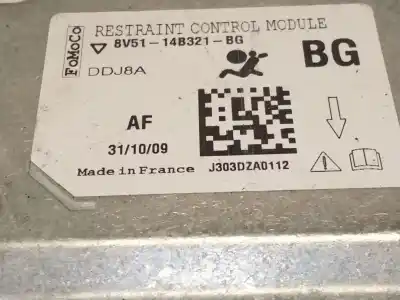 FoMoCo
RESTRAINT CONTROL MODULE
8V51-14B321-BG
BG
DDJ8A
AF
31/10/09
Made in France
J303DZA0112